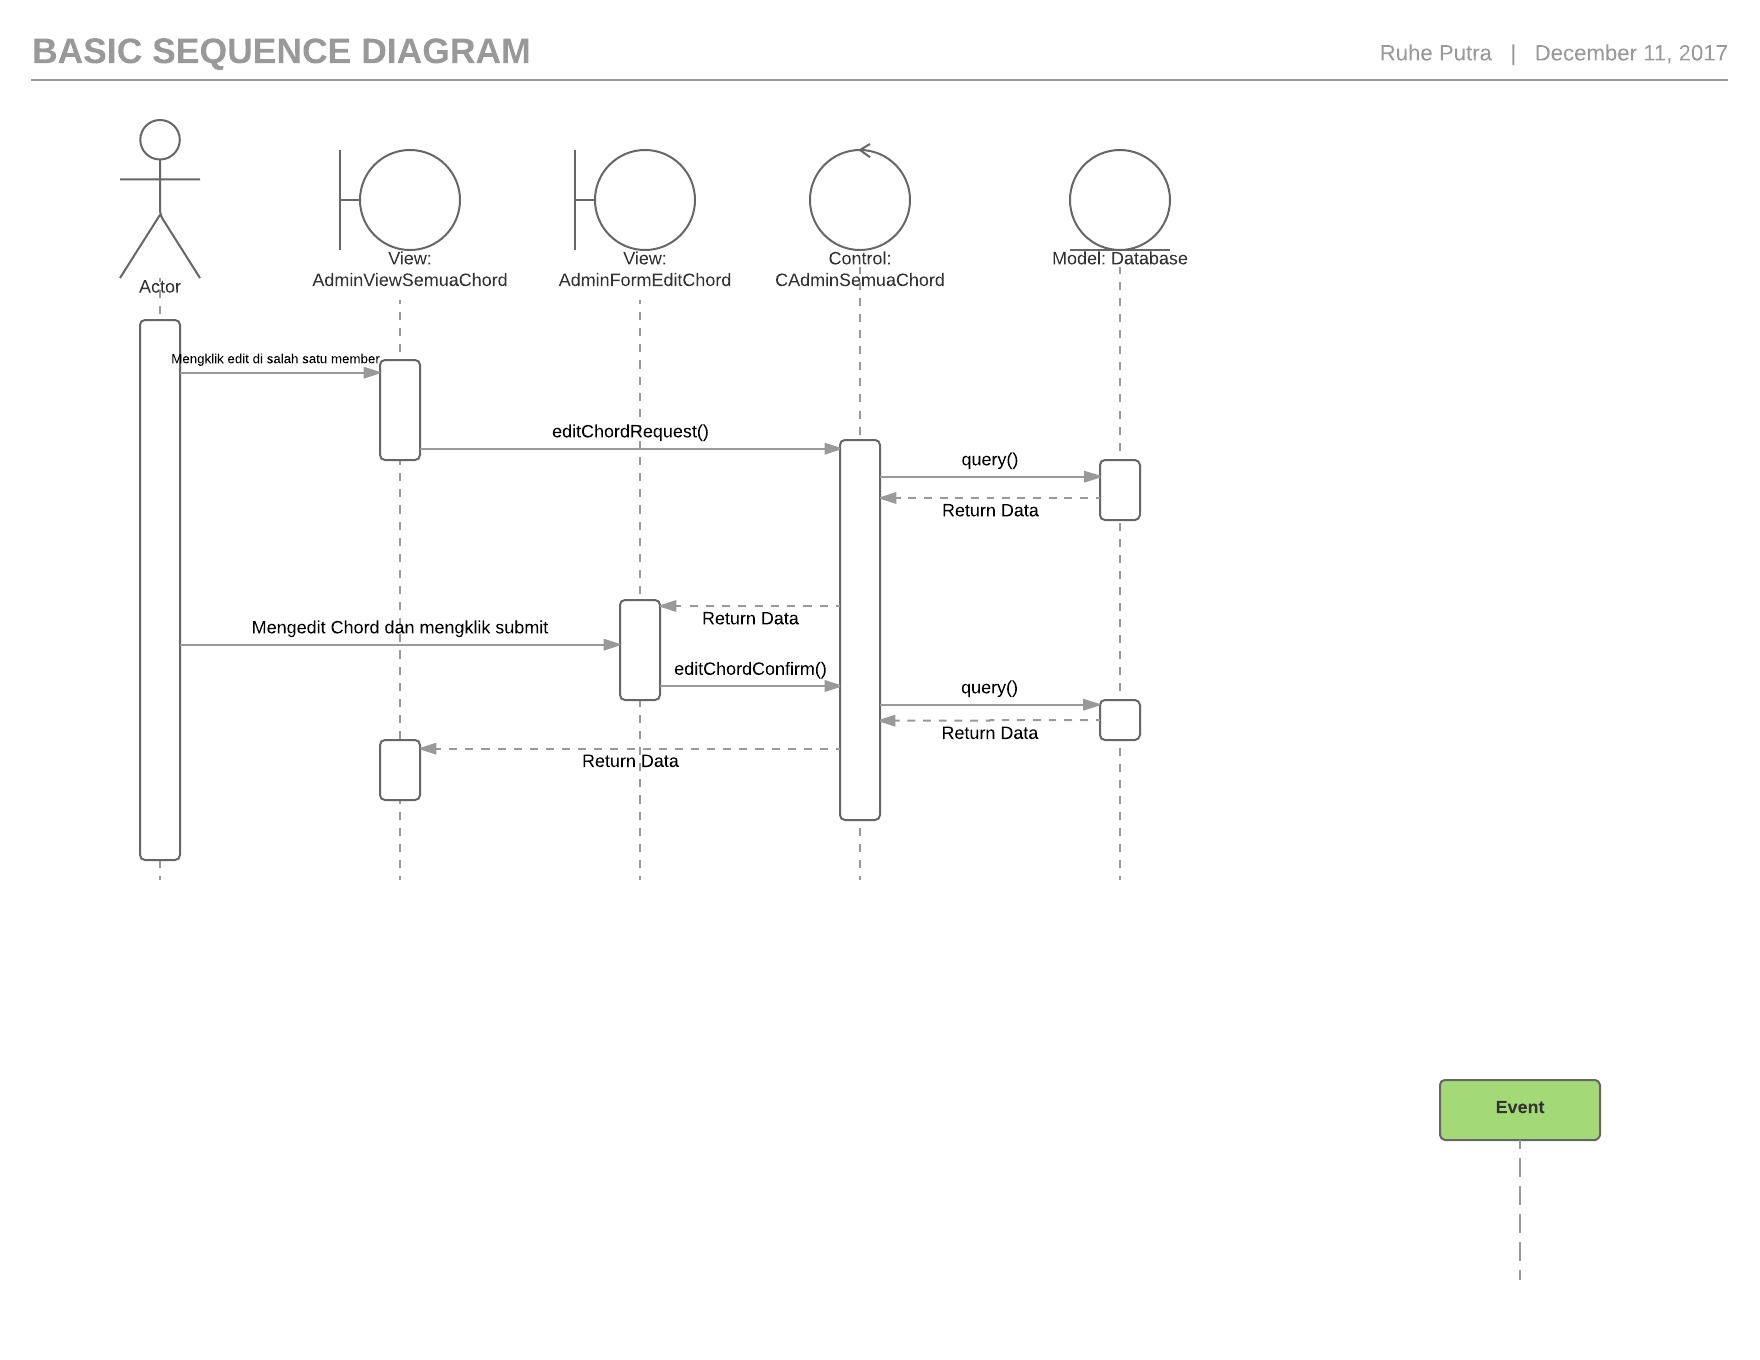 BASIC SEQUENCE DIAGRAM
Ruhe Putra | December 11, 2017
Actor
View:
AdminViewSemuaChord
View:
AdminFormEditChord
Control:
CAdminSemuaChord
Model: Database
Mengklik edit di salah satu member
editChordRequest()
query()
Return Data
Return Data
Mengedit Chord dan mengklik submit
editChordConfirm()
query()
Return Data
Return Data
Event